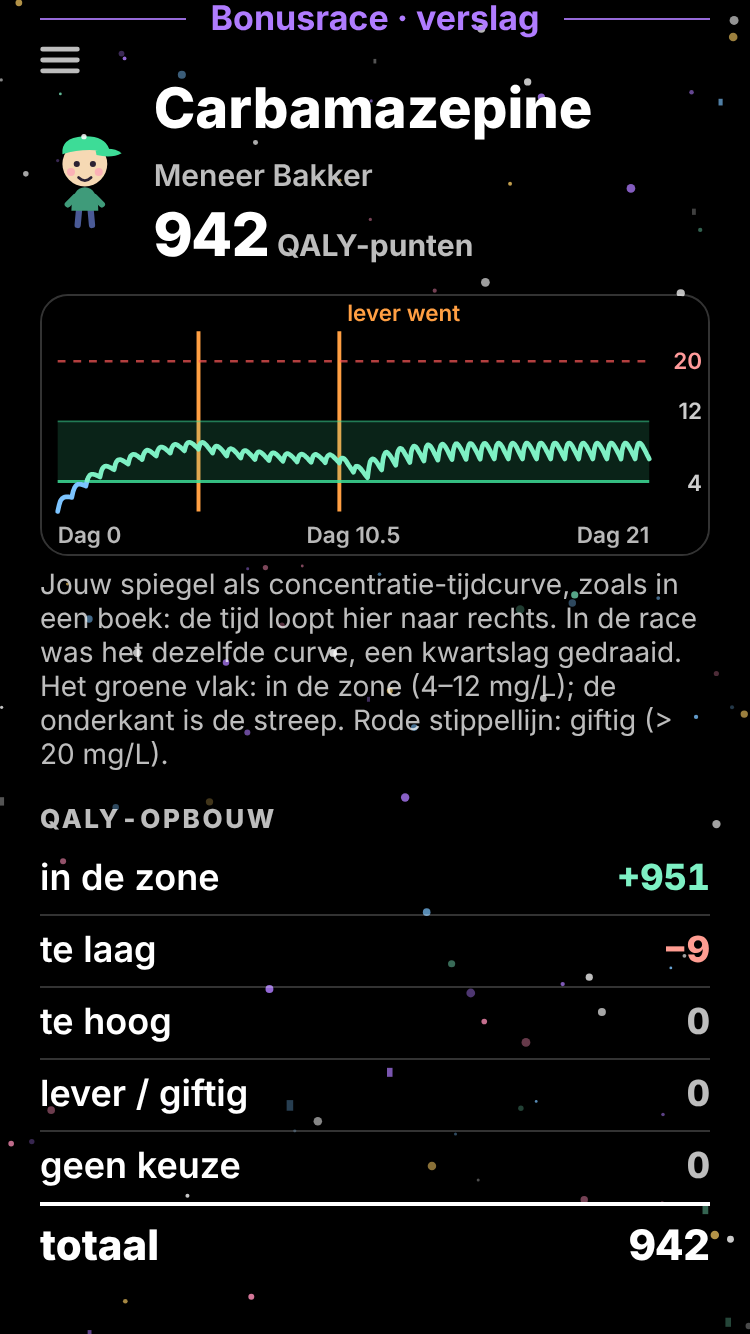 Bonusrace · verslag
Carbamazepine
Meneer Bakker
942 QALY-punten
lever went
20
12
4
Dag 0 Dag 10.5 Dag 21
Jouw spiegel als concentratie-tijdcurve, zoals in
een boek: de tijd loopt hier naar rechts. In de race
was het dezelfde curve, een kwartslag gedraaid.
Het groene vlak: in de zone (4–12 mg/L); de
onderkant is de streep. Rode stippellijn: giftig (>
20 mg/L).
QALY-OPBOUW
in de zone +951
te laag −9
te hoog 0
lever / giftig 0
geen keuze 0
totaal 942